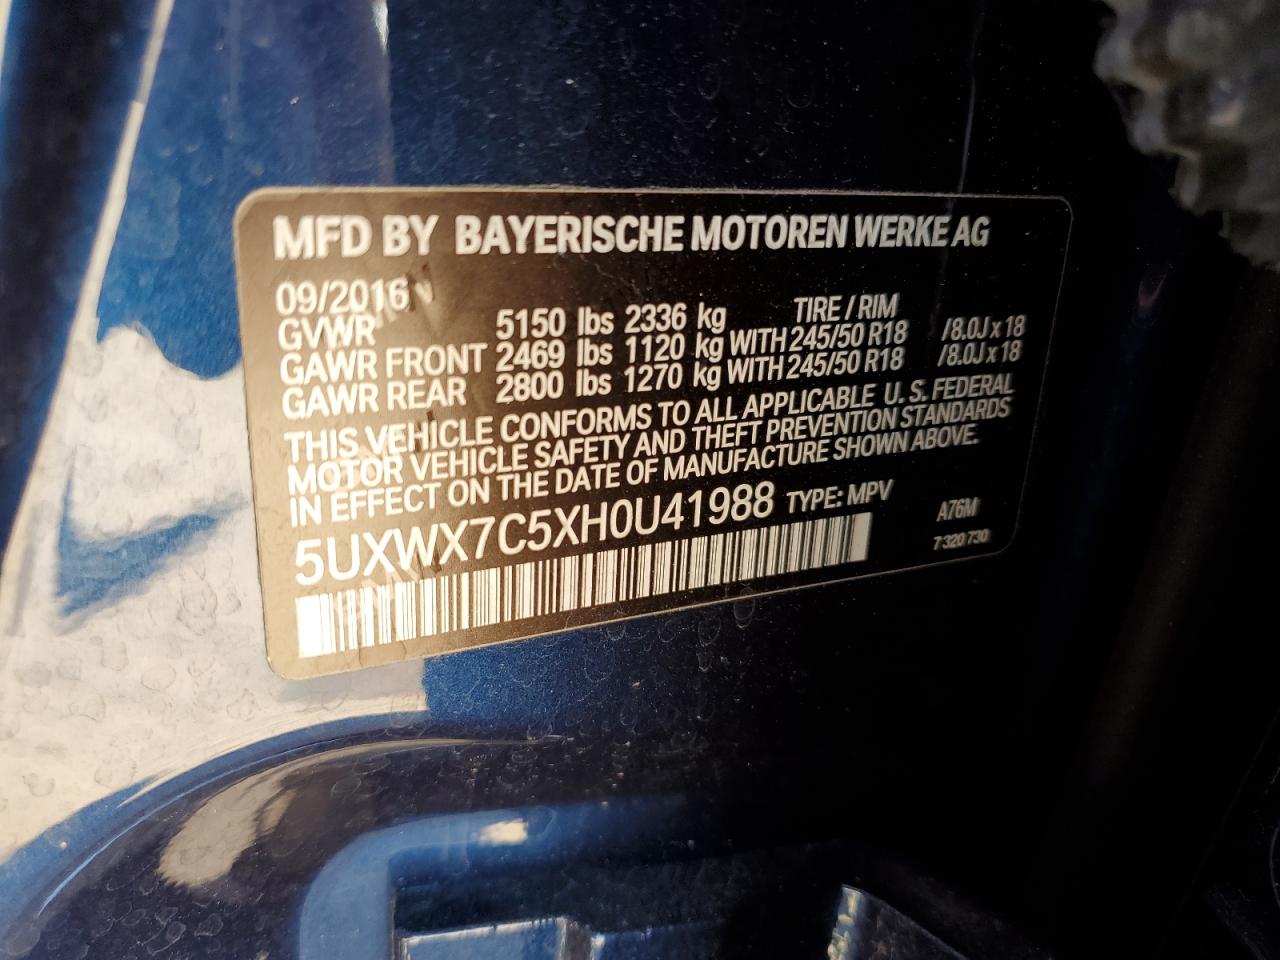 MFD BY BAYERISCHE MOTOREN WERKE AG
09/2016 TIRE / RIM
GVWR 5150 lbs 2336 kg
GAWR FRONT 2469 lbs 1120 kg WITH 245/50 R18 /8.0J x 18
GAWR REAR 2800 lbs 1270 kg WITH 245/50 R18 /8.0J x 18
THIS VEHICLE CONFORMS TO ALL APPLICABLE U. S. FEDERAL
MOTOR VEHICLE SAFETY AND THEFT PREVENTION STANDARDS
IN EFFECT ON THE DATE OF MANUFACTURE SHOWN ABOVE.
5UXWX7C5XH0U41988 TYPE: MPV A76M
7 320 730